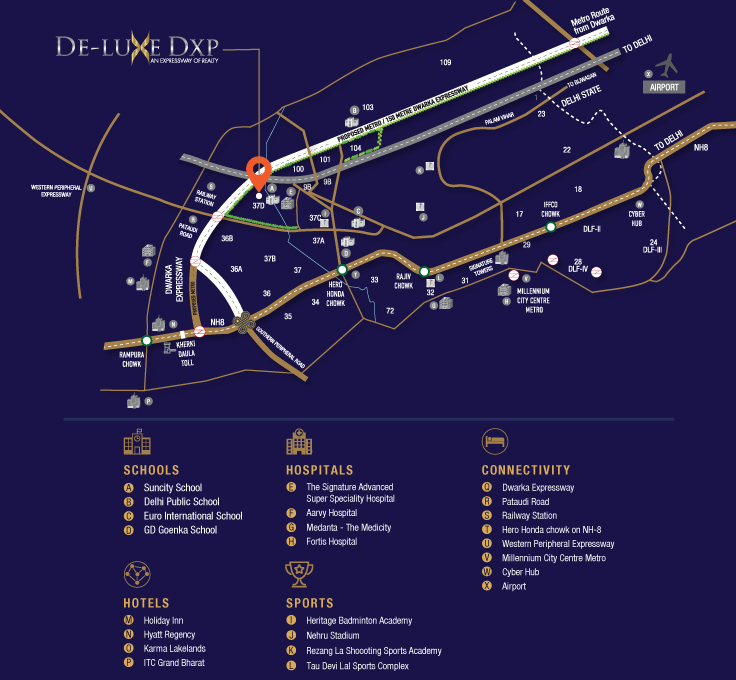 DE-LUXE DXP
AN EXPRESSWAY OF REALTY
Metro Route
from Dwarka
TO DELHI
109
X
AIRPORT
TO BIJWASAN
DELHI STATE
B
103
PROPOSED METRO / 150 METRE DWARKA EXPRESSWAY
PALAM VIHAR
23
TO DELHI
NH8
104
22
101
100
99
98
K
WESTERN PERIPHERAL
EXPRESSWAY
U
S
RAILWAY
STATION
A
E
18
37D
IFFCO
CHOWK
W
CYBER
HUB
J
17
R
PATAUDI
ROAD
37C
I
C
DLF-II
36B
37A
29
24
DLF-III
D
F
37B
SIGNATURE
TOWERS
28
DLF-IV
DWARKA
EXPRESSWAY
36A
37
T
33
RAJIV
CHOWK
L
31
M
36
HERO
HONDA
CHOWK
32
MILLENNIUM
CITY CENTRE
METRO
34
G
35
72
N
NH8
RAMPURA
CHOWK
KHERKI
DAULA
TOLL
SOUTHERN PERIPHERAL ROAD
P
SCHOOLS
A Suncity School
B Delhi Public School
C Euro International School
D GD Goenka School
HOSPITALS
E The Signature Advanced
Super Speciality Hospital
F Aarvy Hospital
G Medanta - The Medicity
H Fortis Hospital
CONNECTIVITY
Q Dwarka Expressway
R Pataudi Road
S Railway Station
T Hero Honda chowk on NH-8
U Western Peripheral Expressway
V Millennium City Centre Metro
W Cyber Hub
X Airport
HOTELS
M Holiday Inn
N Hyatt Regency
O Karma Lakelands
P ITC Grand Bharat
SPORTS
I Heritage Badminton Academy
J Nehru Stadium
K Rezang La Shoooting Sports Academy
L Tau Devi Lal Sports Complex